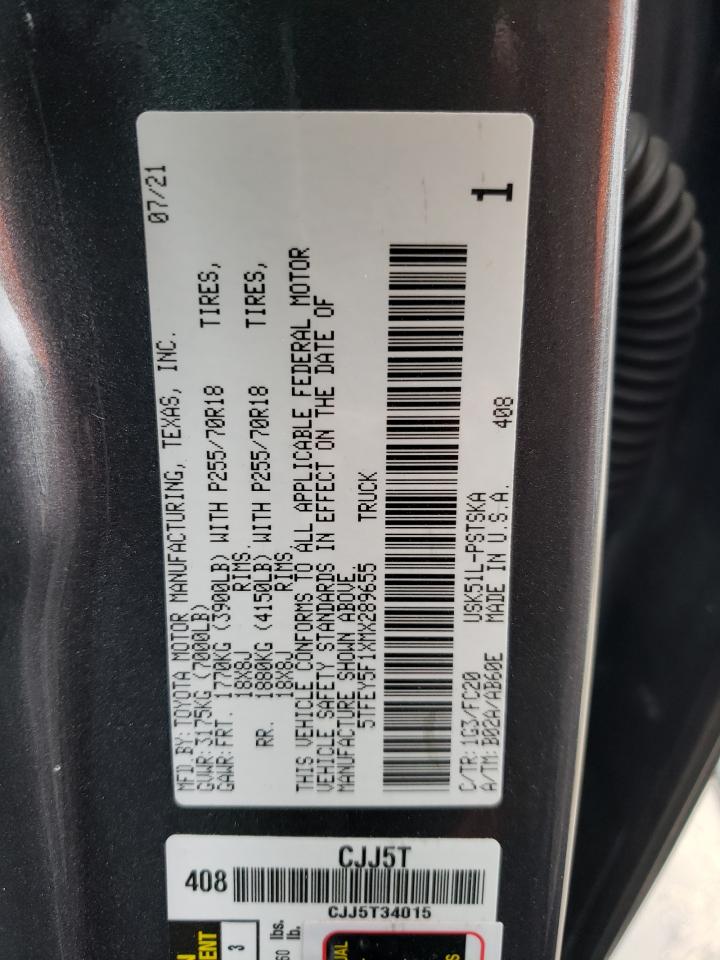 07/21
MFD.BY:TOYOTA MOTOR MANUFACTURING, TEXAS, INC.
GVWR:3175KG (7000LB)
GAWR:FRT. 1770KG (3900LB) WITH P255/70R18 TIRES,
18X8J RIMS.
RR. 1880KG (4150LB) WITH P255/70R18 TIRES,
18X8J RIMS.
THIS VEHICLE CONFORMS TO ALL APPLICABLE FEDERAL MOTOR
VEHICLE SAFETY STANDARDS IN EFFECT ON THE DATE OF
MANUFACTURE SHOWN ABOVE.
5TFEY5F1XMX289655 TRUCK
C/TR:1G3/FC20 USK51L-PSTSKA 408
A/TM:B02A/AB60E MADE IN U.S.A.
1
CJJ5T
408
CJJ5T34015
3
lbs.
lb.